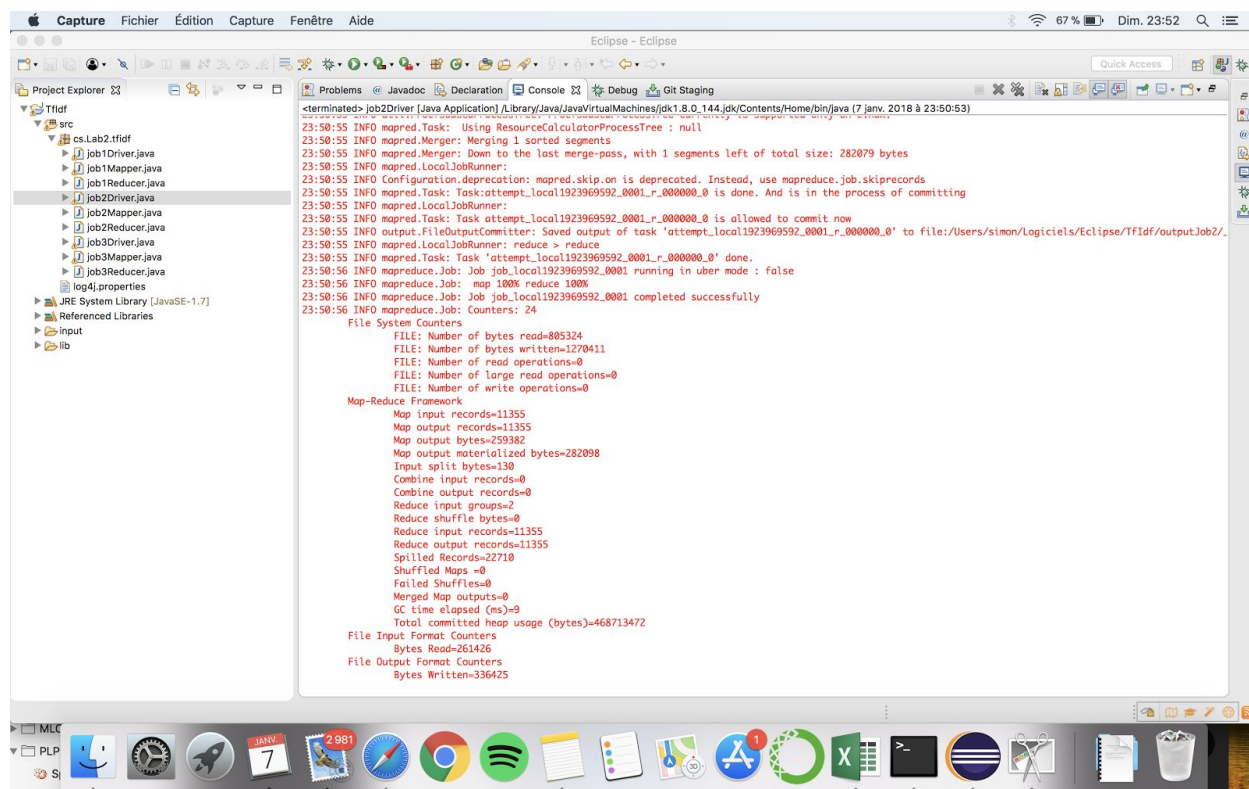 Capture Fichier Édition Capture Fenêtre Aide 67 % Dim. 23:52
Eclipse - Eclipse
Quick Access
Project Explorer
Problems Javadoc Declaration Console Debug Git Staging
TfIdf
src
cs.Lab2.tfidf
job1Driver.java
job1Mapper.java
job1Reducer.java
job2Driver.java
job2Mapper.java
job2Reducer.java
job3Driver.java
job3Mapper.java
job3Reducer.java
log4j.properties
JRE System Library [JavaSE-1.7]
Referenced Libraries
input
lib
<terminated> job2Driver [Java Application] /Library/Java/JavaVirtualMachines/jdk1.8.0_144.jdk/Contents/Home/bin/java (7 janv. 2018 à 23:50:53)
23:50:55 INFO mapred.Task: Using ResourceCalculatorProcessTree : null
23:50:55 INFO mapred.Merger: Merging 1 sorted segments
23:50:55 INFO mapred.Merger: Down to the last merge-pass, with 1 segments left of total size: 282079 bytes
23:50:55 INFO mapred.LocalJobRunner:
23:50:55 INFO Configuration.deprecation: mapred.skip.on is deprecated. Instead, use mapreduce.job.skiprecords
23:50:55 INFO mapred.Task: Task:attempt_local1923969592_0001_r_000000_0 is done. And is in the process of committing
23:50:55 INFO mapred.LocalJobRunner:
23:50:55 INFO mapred.Task: Task attempt_local1923969592_0001_r_000000_0 is allowed to commit now
23:50:55 INFO output.FileOutputCommitter: Saved output of task 'attempt_local1923969592_0001_r_000000_0' to file:/Users/simon/Logiciels/Eclipse/TfIdf/outputJob2/_
23:50:55 INFO mapred.LocalJobRunner: reduce > reduce
23:50:55 INFO mapred.Task: Task 'attempt_local1923969592_0001_r_000000_0' done.
23:50:56 INFO mapreduce.Job: Job job_local1923969592_0001 running in uber mode : false
23:50:56 INFO mapreduce.Job: map 100% reduce 100%
23:50:56 INFO mapreduce.Job: Job job_local1923969592_0001 completed successfully
23:50:56 INFO mapreduce.Job: Counters: 24
File System Counters
FILE: Number of bytes read=805324
FILE: Number of bytes written=1270411
FILE: Number of read operations=0
FILE: Number of large read operations=0
FILE: Number of write operations=0
Map-Reduce Framework
Map input records=11355
Map output records=11355
Map output bytes=259382
Map output materialized bytes=282098
Input split bytes=130
Combine input records=0
Combine output records=0
Reduce input groups=2
Reduce shuffle bytes=0
Reduce input records=11355
Reduce output records=11355
Spilled Records=22710
Shuffled Maps =0
Failed Shuffles=0
Merged Map outputs=0
GC time elapsed (ms)=9
Total committed heap usage (bytes)=468713472
File Input Format Counters
Bytes Read=261426
File Output Format Counters
Bytes Written=336425
MLC
PLP
JANV.
7
2 981
3D
1
X